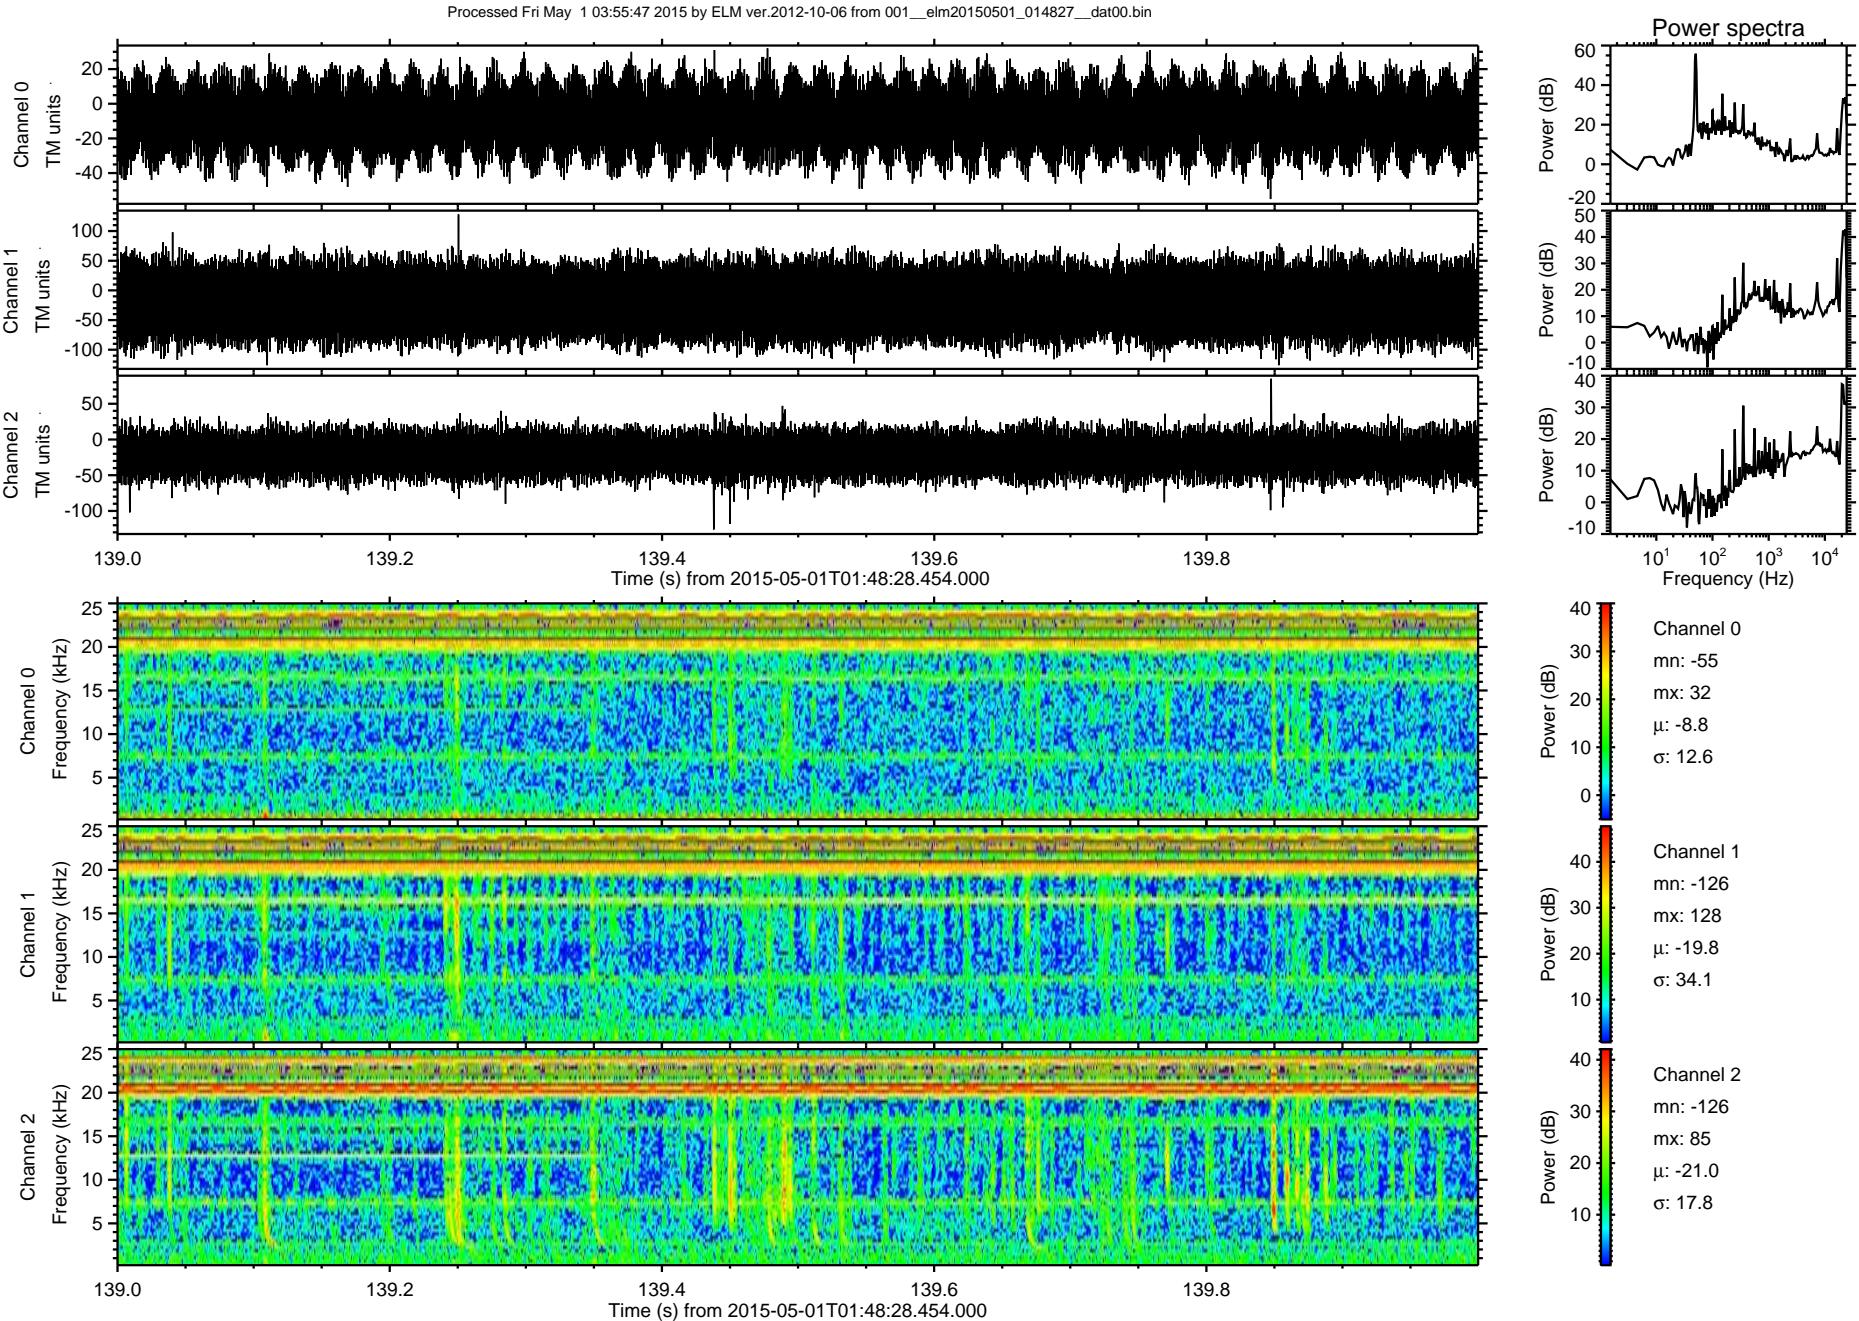 Processed Fri May  1 03:55:47 2015 by ELM ver.2012-10-06 from 001__elm20150501_014827__dat00.bin
Power spectra
Channel 0
TM units
20
0
-20
-40
Power (dB)
60
40
20
0
-20
Channel 1
TM units
100
50
0
-50
-100
Power (dB)
50
40
30
20
10
0
-10
Channel 2
TM units
50
0
-50
-100
Power (dB)
40
30
20
10
0
-10
139.0
139.2
139.4
139.6
139.8
Time (s) from 2015-05-01T01:48:28.454.000
10¹
10²
10³
10⁴
Frequency (Hz)
Channel 0
Frequency (kHz)
25
20
15
10
5
Power (dB)
40
30
20
10
0
Channel 0
mn: -55
mx: 32
μ: -8.8
σ: 12.6
Channel 1
Frequency (kHz)
25
20
15
10
5
Power (dB)
40
30
20
10
Channel 1
mn: -126
mx: 128
μ: -19.8
σ: 34.1
Channel 2
Frequency (kHz)
25
20
15
10
5
Power (dB)
40
30
20
10
Channel 2
mn: -126
mx: 85
μ: -21.0
σ: 17.8
139.0
139.2
139.4
139.6
139.8
Time (s) from 2015-05-01T01:48:28.454.000